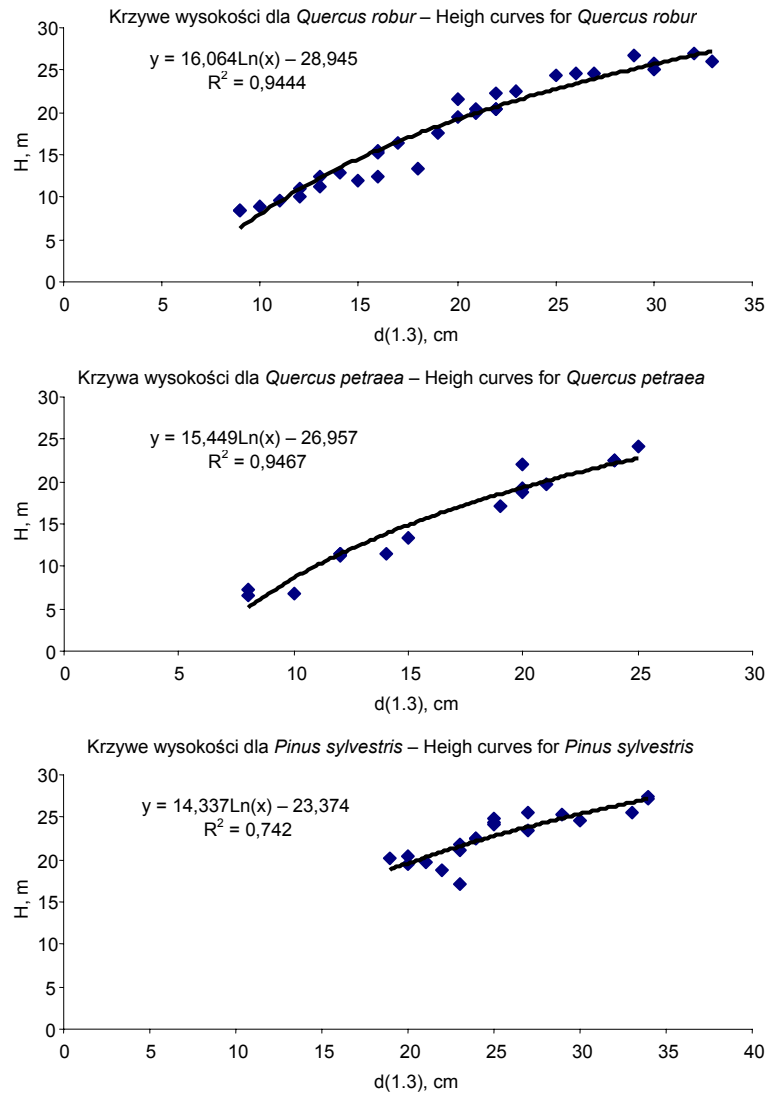 Krzywe wysokości dla Quercus robur – Heigh curves for Quercus robur
y = 16,064Ln(x) – 28,945
R² = 0,9444
H, m
30
25
20
15
10
5
0
0 5 10 15 20 25 30 35
d(1.3), cm
Krzywa wysokości dla Quercus petraea – Heigh curves for Quercus petraea
y = 15,449Ln(x) – 26,957
R² = 0,9467
H, m
30
25
20
15
10
5
0
0 5 10 15 20 25 30
d(1.3), cm
Krzywe wysokości dla Pinus sylvestris – Heigh curves for Pinus sylvestris
y = 14,337Ln(x) – 23,374
R² = 0,742
H, m
30
25
20
15
10
5
0
0 5 10 15 20 25 30 35 40
d(1.3), cm